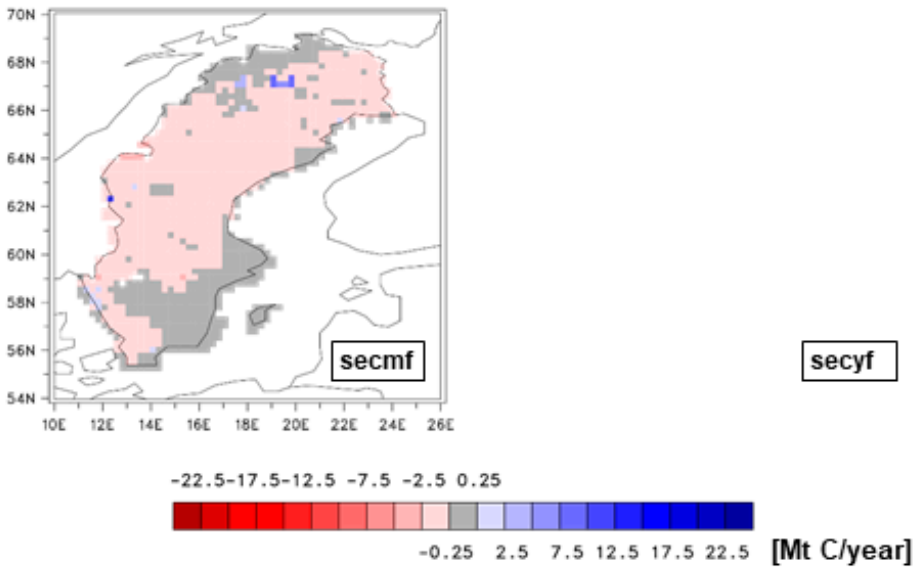 70N
68N
66N
64N
62N
60N
58N
56N
54N
secmf
secyf
10E 12E 14E 16E 18E 20E 22E 24E 26E
-22.5-17.5-12.5 -7.5 -2.5 0.25
-0.25 2.5 7.5 12.5 17.5 22.5 [Mt C/year]